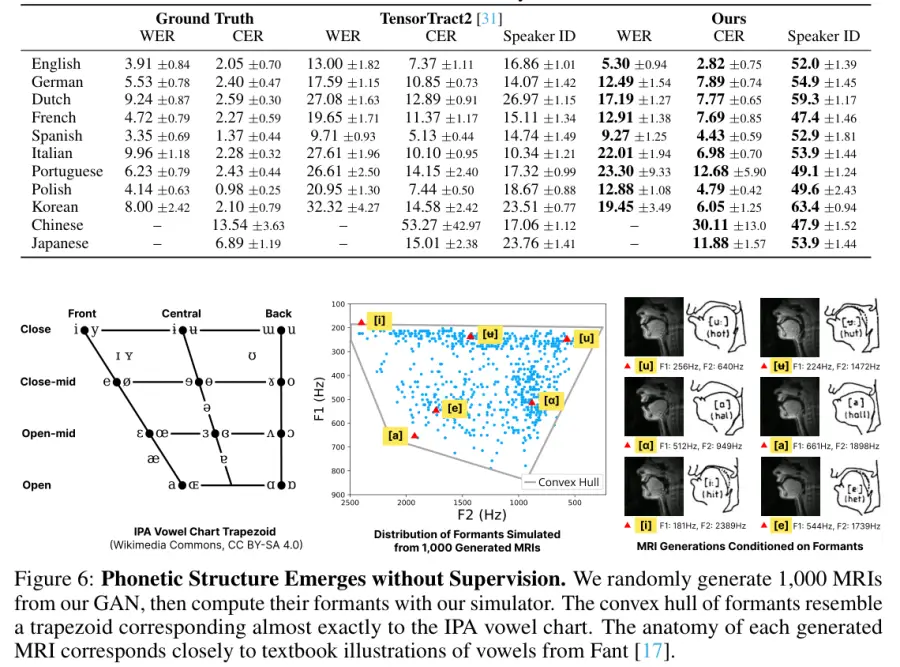 Ground Truth TensorTract2 [31] Ours
WER CER WER CER Speaker ID WER CER Speaker ID
English 3.91 ±0.84 2.05 ±0.70 13.00 ±1.82 7.37 ±1.11 16.86 ±1.01 5.30 ±0.94 2.82 ±0.75 52.0 ±1.39
German 5.53 ±0.78 2.40 ±0.47 17.59 ±1.15 10.85 ±0.73 14.07 ±1.42 12.49 ±1.54 7.89 ±0.74 54.9 ±1.45
Dutch 9.24 ±0.87 2.59 ±0.30 27.08 ±1.63 12.89 ±0.91 26.97 ±1.15 17.19 ±1.27 7.77 ±0.65 59.3 ±1.17
French 4.72 ±0.79 2.27 ±0.59 19.65 ±1.71 11.37 ±1.17 15.11 ±1.34 12.91 ±1.38 7.69 ±0.85 47.4 ±1.46
Spanish 3.35 ±0.69 1.37 ±0.44 9.71 ±0.93 5.13 ±0.44 14.74 ±1.49 9.27 ±1.25 4.43 ±0.59 52.9 ±1.81
Italian 9.96 ±1.18 2.28 ±0.32 27.61 ±1.96 10.10 ±0.95 10.34 ±1.21 22.01 ±1.94 6.98 ±0.70 53.9 ±1.44
Portuguese 6.23 ±0.79 2.43 ±0.44 26.61 ±2.50 14.15 ±2.40 17.32 ±0.99 23.30 ±9.33 12.68 ±5.90 49.1 ±1.24
Polish 4.14 ±0.63 0.98 ±0.25 20.95 ±1.30 7.44 ±0.50 18.67 ±0.88 12.88 ±1.08 4.79 ±0.42 49.6 ±2.43
Korean 8.00 ±2.42 2.10 ±0.79 32.32 ±4.27 14.58 ±2.42 23.51 ±0.77 19.45 ±3.49 6.05 ±1.25 63.4 ±0.94
Chinese – 13.54 ±3.63 – 53.27 ±42.97 17.06 ±1.12 – 30.11 ±13.0 47.9 ±1.52
Japanese – 6.89 ±1.19 – 15.01 ±2.38 23.76 ±1.41 – 11.88 ±1.57 53.9 ±1.44
Front Central Back
Close i y ɨ ʉ ɯ u
ɪ ʏ ʊ
Close-mid e ø ɘ ɵ ɤ o
ə
Open-mid ɛ œ ɜ ɞ ʌ ɔ
æ ɐ
Open a ɶ ɑ ɒ
IPA Vowel Chart Trapezoid
(Wikimedia Commons, CC BY-SA 4.0)
F1 (Hz)
100
200
300
400
500
600
700
800
900
[i]
[ʉ]
[u]
[e]
[ɑ]
[a]
Convex Hull
2500 2000 1500 1000 500
F2 (Hz)
Distribution of Formants Simulated
from 1,000 Generated MRIs
[u:]
(hot)
[ʉ:]
(hut)
[u] F1: 256Hz, F2: 640Hz
[ʉ] F1: 224Hz, F2: 1472Hz
[ɑ]
(hal)
[a]
(hall)
[ɑ] F1: 512Hz, F2: 949Hz
[a] F1: 661Hz, F2: 1898Hz
[i:]
(hit)
[e:]
(het)
[i] F1: 181Hz, F2: 2389Hz
[e] F1: 544Hz, F2: 1739Hz
MRI Generations Conditioned on Formants
Figure 6: Phonetic Structure Emerges without Supervision. We randomly generate 1,000 MRIs
from our GAN, then compute their formants with our simulator. The convex hull of formants resemble
a trapezoid corresponding almost exactly to the IPA vowel chart. The anatomy of each generated
MRI corresponds closely to textbook illustrations of vowels from Fant [17].